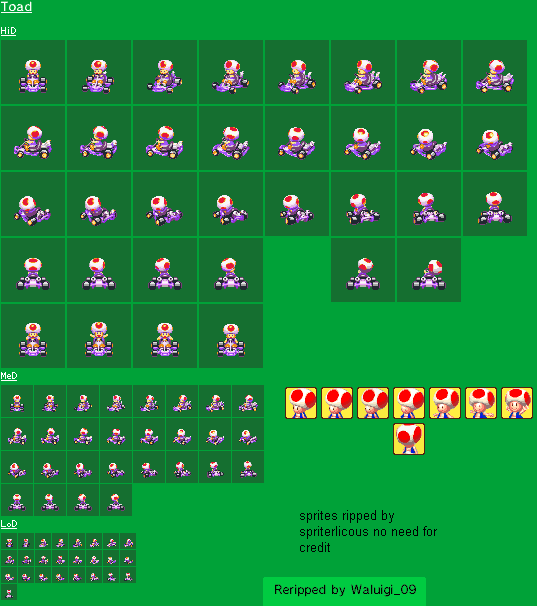 Toad
HiD
MeD
LoD
sprites ripped by
spriterlicous no need for
credit
Reripped by Waluigi_09